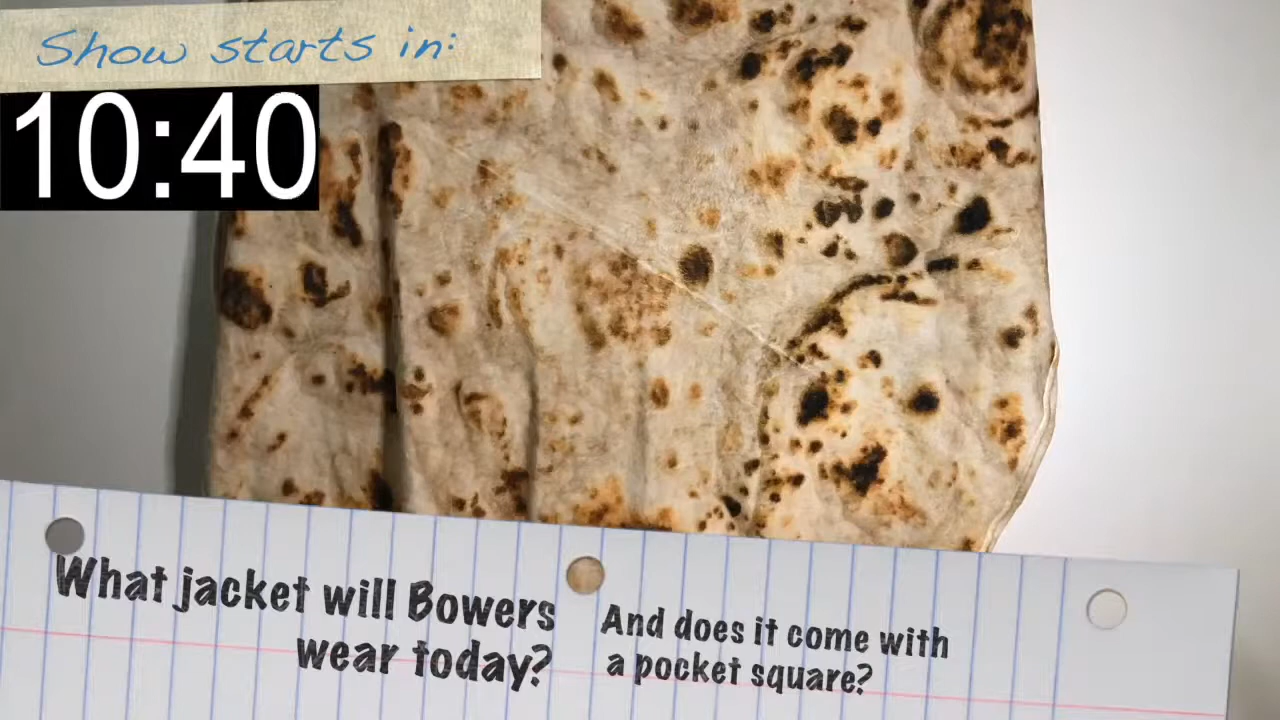 Show starts in:
10:40
What jacket will Bowers
wear today?
And does it come with
a pocket square?